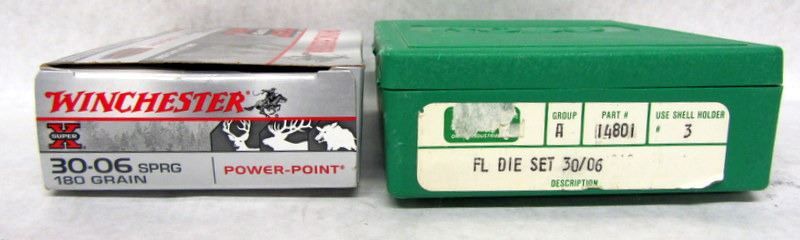 WINCHESTER
SUPER
X
30-06 SPRG
180 GRAIN
POWER-POINT®
GROUP
A
PART #
14801
USE SHELL HOLDER
# 3
FL DIE SET 30/06
DESCRIPTION